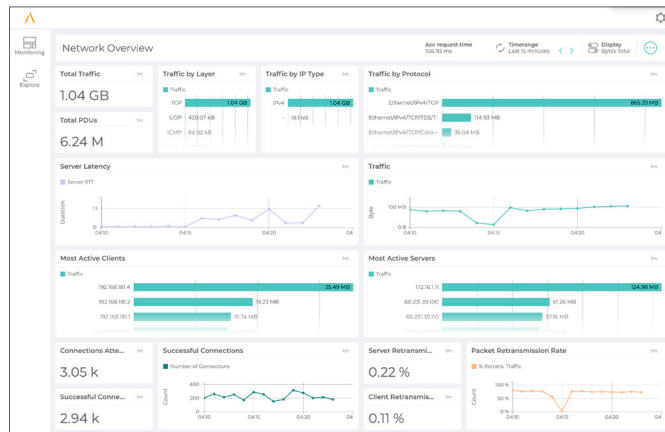 Network Overview
Acc request time
356.93 ms
Timerange
Last 15 minutes
Display
Bytes Total
Monitoring
Explore
Total Traffic 1m
1.04 GB
Total PDUs 1m
6.24 M
Traffic by Layer 1m
Traffic
TCP 1.04 GB
UDP 420.07 kB
ICMP 94.02 kB
Traffic by IP Type 1m
Traffic
IPv4 1.04 GB
- 18.1 kB
Traffic by Protocol 1m
Traffic
Ethernet/IPv4/TCP 865.33 MB
Ethernet/IPv4/TCP/TDS/T: 114.93 MB
Ethernet/IPv4/TCP/Citrix-I 36.04 MB
Server Latency 1m
Server RTT
Duration
1 s
0
04:10 04:15 04:20 04
Traffic 1m
Traffic
Byte
100 MB
0 B
04:10 04:15 04:20 04
Most Active Clients 1m
Traffic
192.168.181.4 35.49 MB
192.168.181.2 19.23 MB
192.168.181.1 15.74 MB
Most Active Servers 1m
Traffic
172.16.1.11 124.98 MB
60.231.39.100 61.26 MB
60.231.39.110 57.16 MB
Connections Atte... 1m
3.05 k
Successful Conne... 1m
2.94 k
Successful Connections 1m
Number of Connections
Count
400
200
0
04:10 04:15 04:20 04
Server Retransmi... 1m
0.22 %
Client Retransmis... 1m
0.11 %
Packet Retransmission Rate 1m
% Retrans. Traffic
Count
100 %
50 %
0 %
04:10 04:15 04:20 04